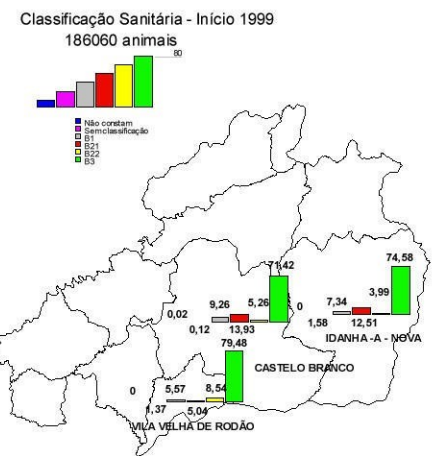 Classificação Sanitária - Início 1999
186060 animais
80
Não constam
Semclassificação
B1
B21
B22
B3
74,58
71,42
3,99
9,26
5,26
0
7,34
0,02
0,12
13,93
1,58
12,51
IDANHA -A - NOVA
79,48
CASTELO BRANCO
0
5,57
8,54
1,37
5,04
VILA VELHA DE RODÃO